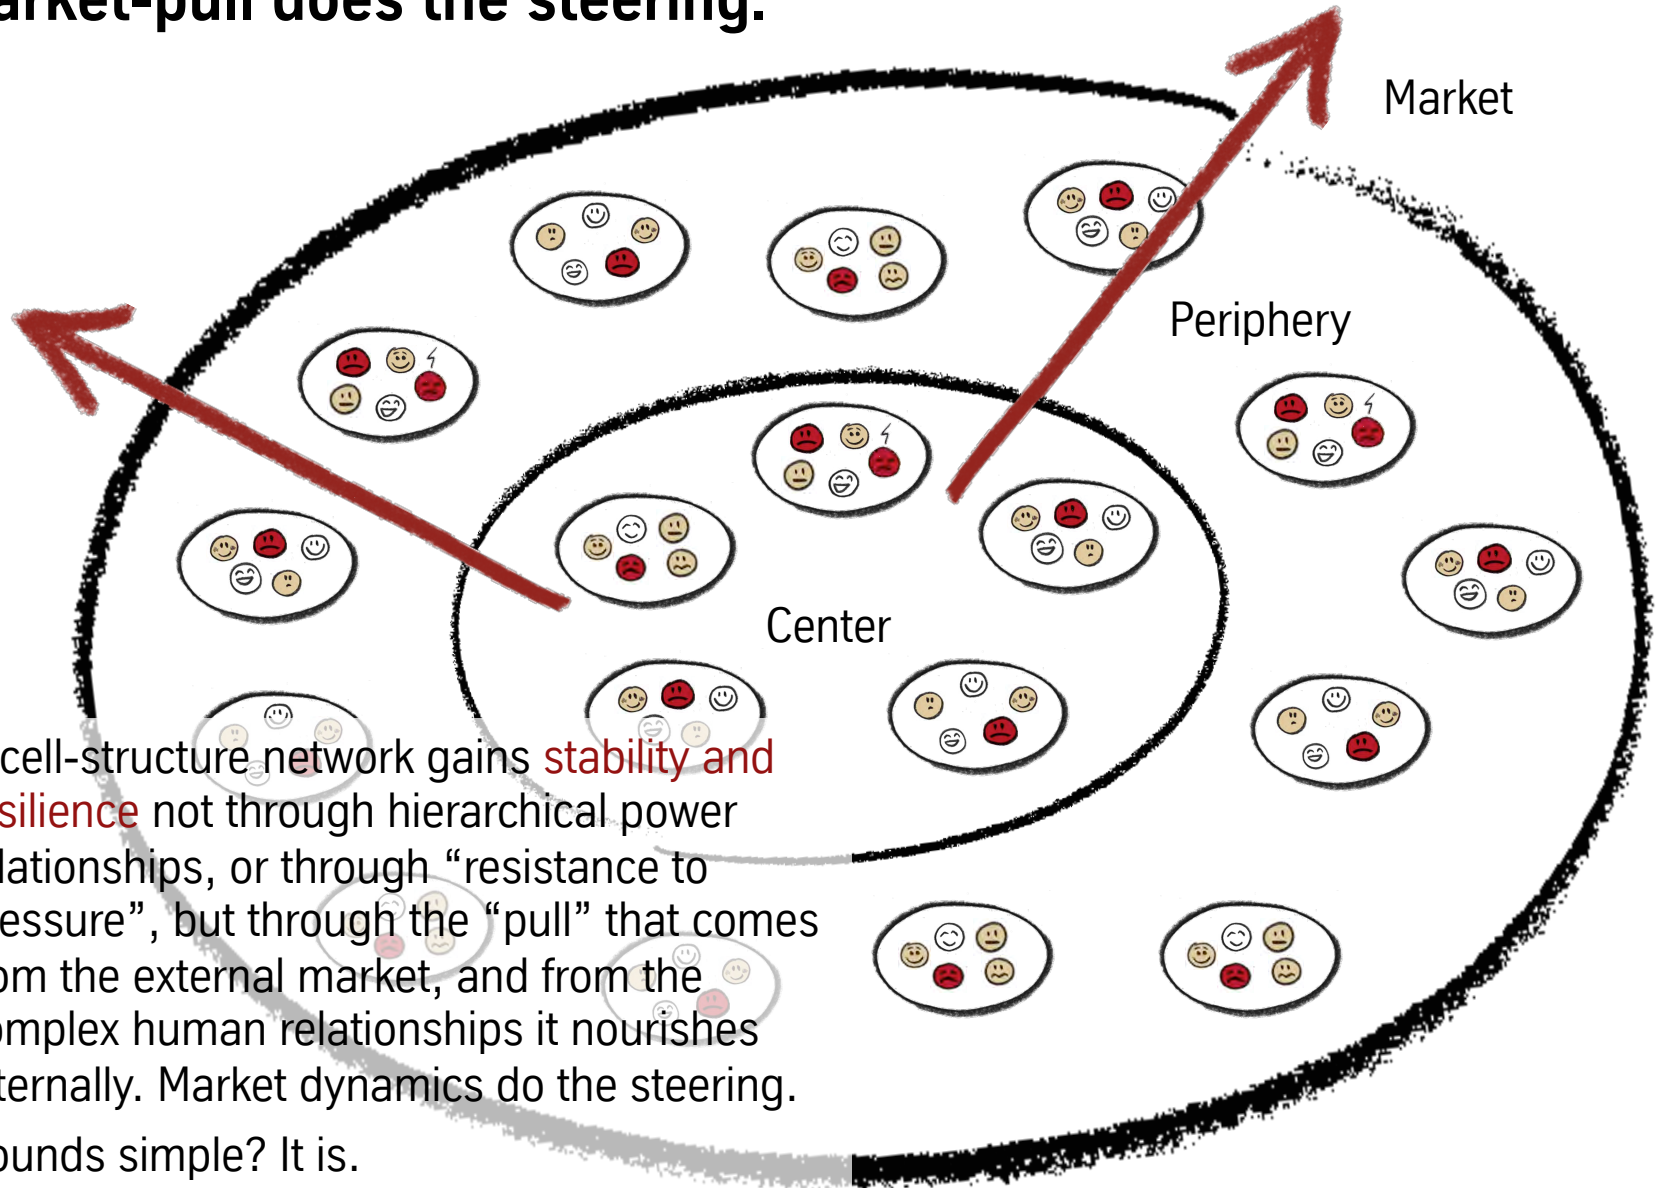 arket-pull does the steering.
Market
Periphery
Center
cell-structure network gains stability and
silience not through hierarchical power
lationships, or through “resistance to
essure”, but through the “pull” that comes
om the external market, and from the
omplex human relationships it nourishes
ternally. Market dynamics do the steering.
ounds simple? It is.